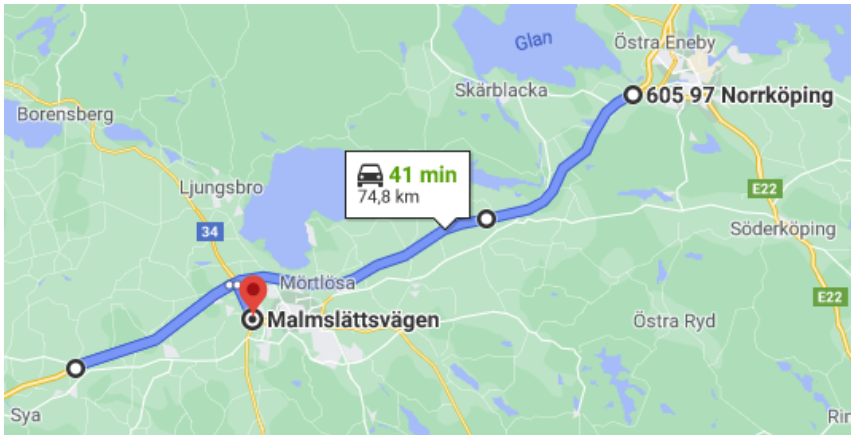 Glan
Östra Eneby
Skärblacka
605 97 Norrköping
Borensberg
41 min
74,8 km
Ljungsbro
E22
34
Söderköping
Mörtlösa
E22
Malmslättsvägen
Östra Ryd
Sya
Rin